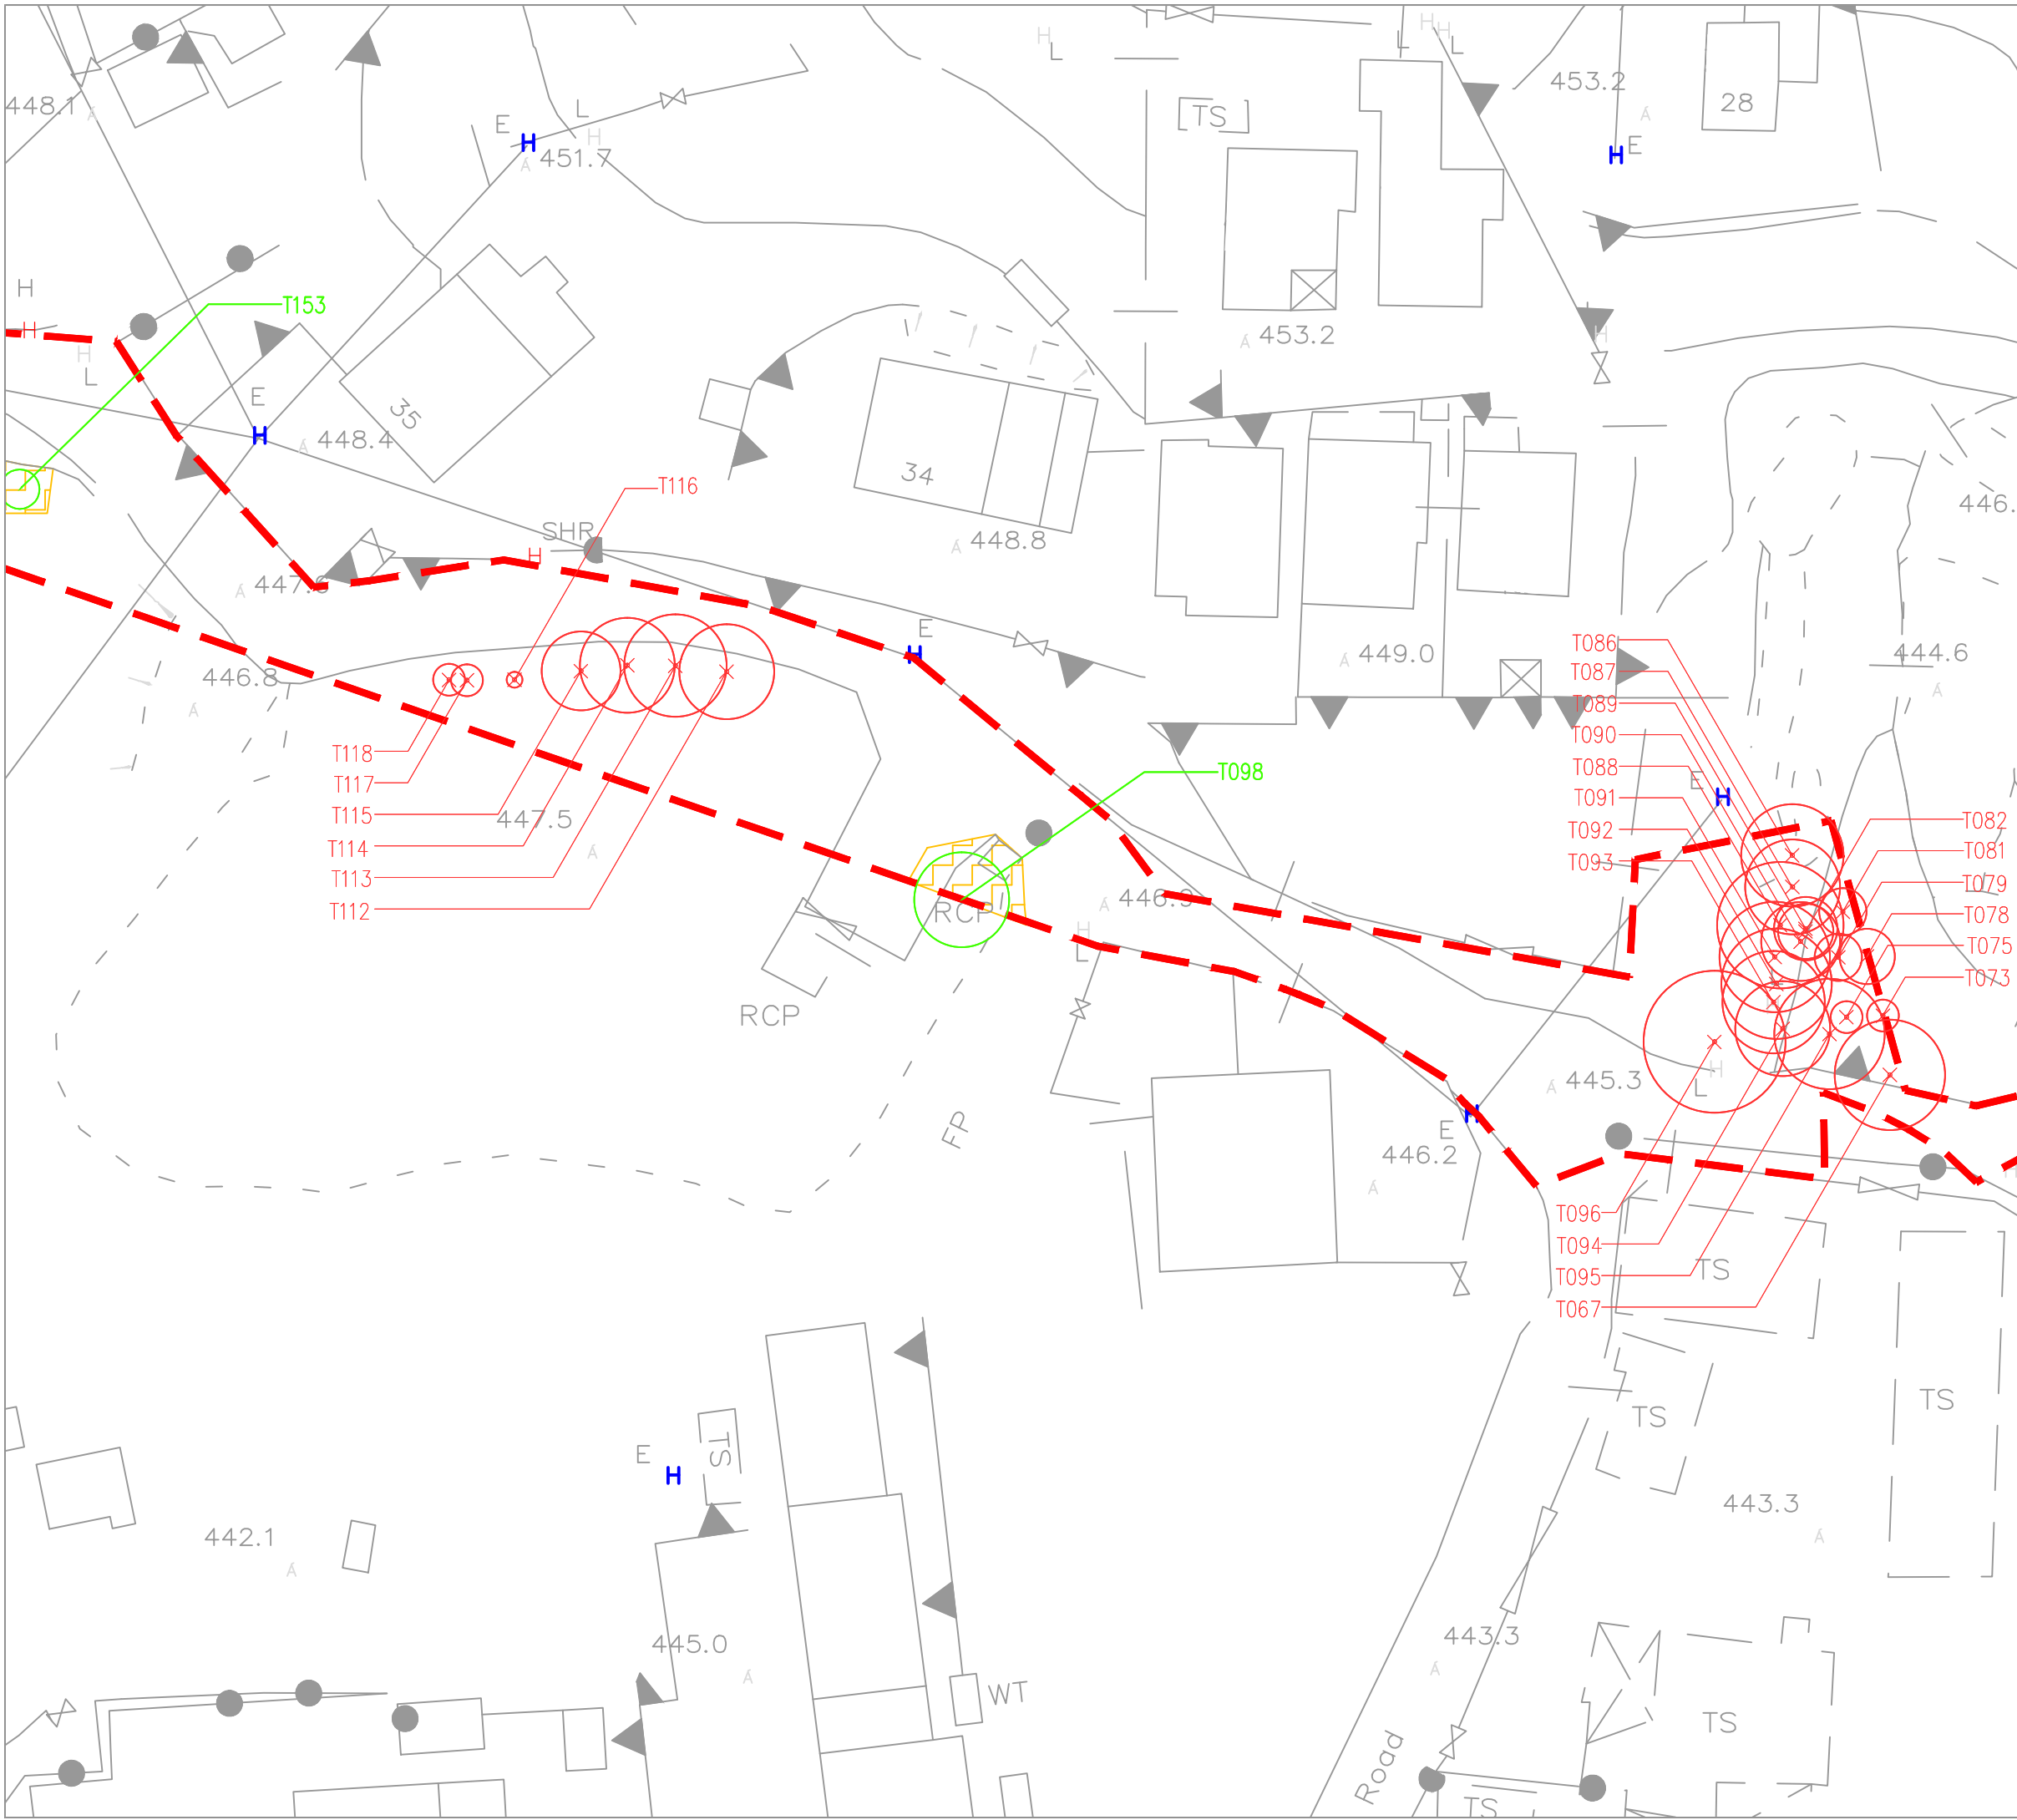 H H
L
L H L
H
453.2
448.1
28
TS
E L
H H
451.7
E
H
H
T153
H
453.2
H
H
L
E
H
35
448.4
34
446.
T116
SHR
H
448.8
447.6
E
H
T086
449.0
444.6
T087
446.8
T089
T090
T118
T098
T088
E
T117
H
T091
T115
447.5
T082
T092
T114
T081
T093
T113
T079
446.9
T112
RCP
T078
H
L
T075
T073
RCP
H
445.3
L
FP
H
E
446.2
T096
T094
TS
T095
T067
TS
TS
E
H
TS
443.3
442.1
443.3
445.0
WT
TS
Road
TS